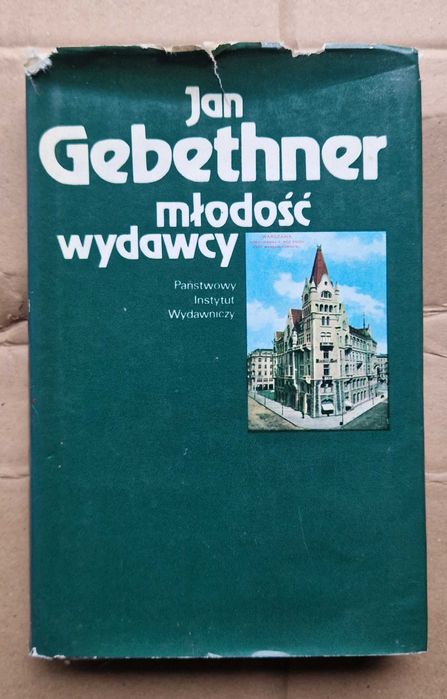 Jan
Gebethner
młodość
wydawcy
Państwowy
Instytut
Wydawniczy
WARSZAWA